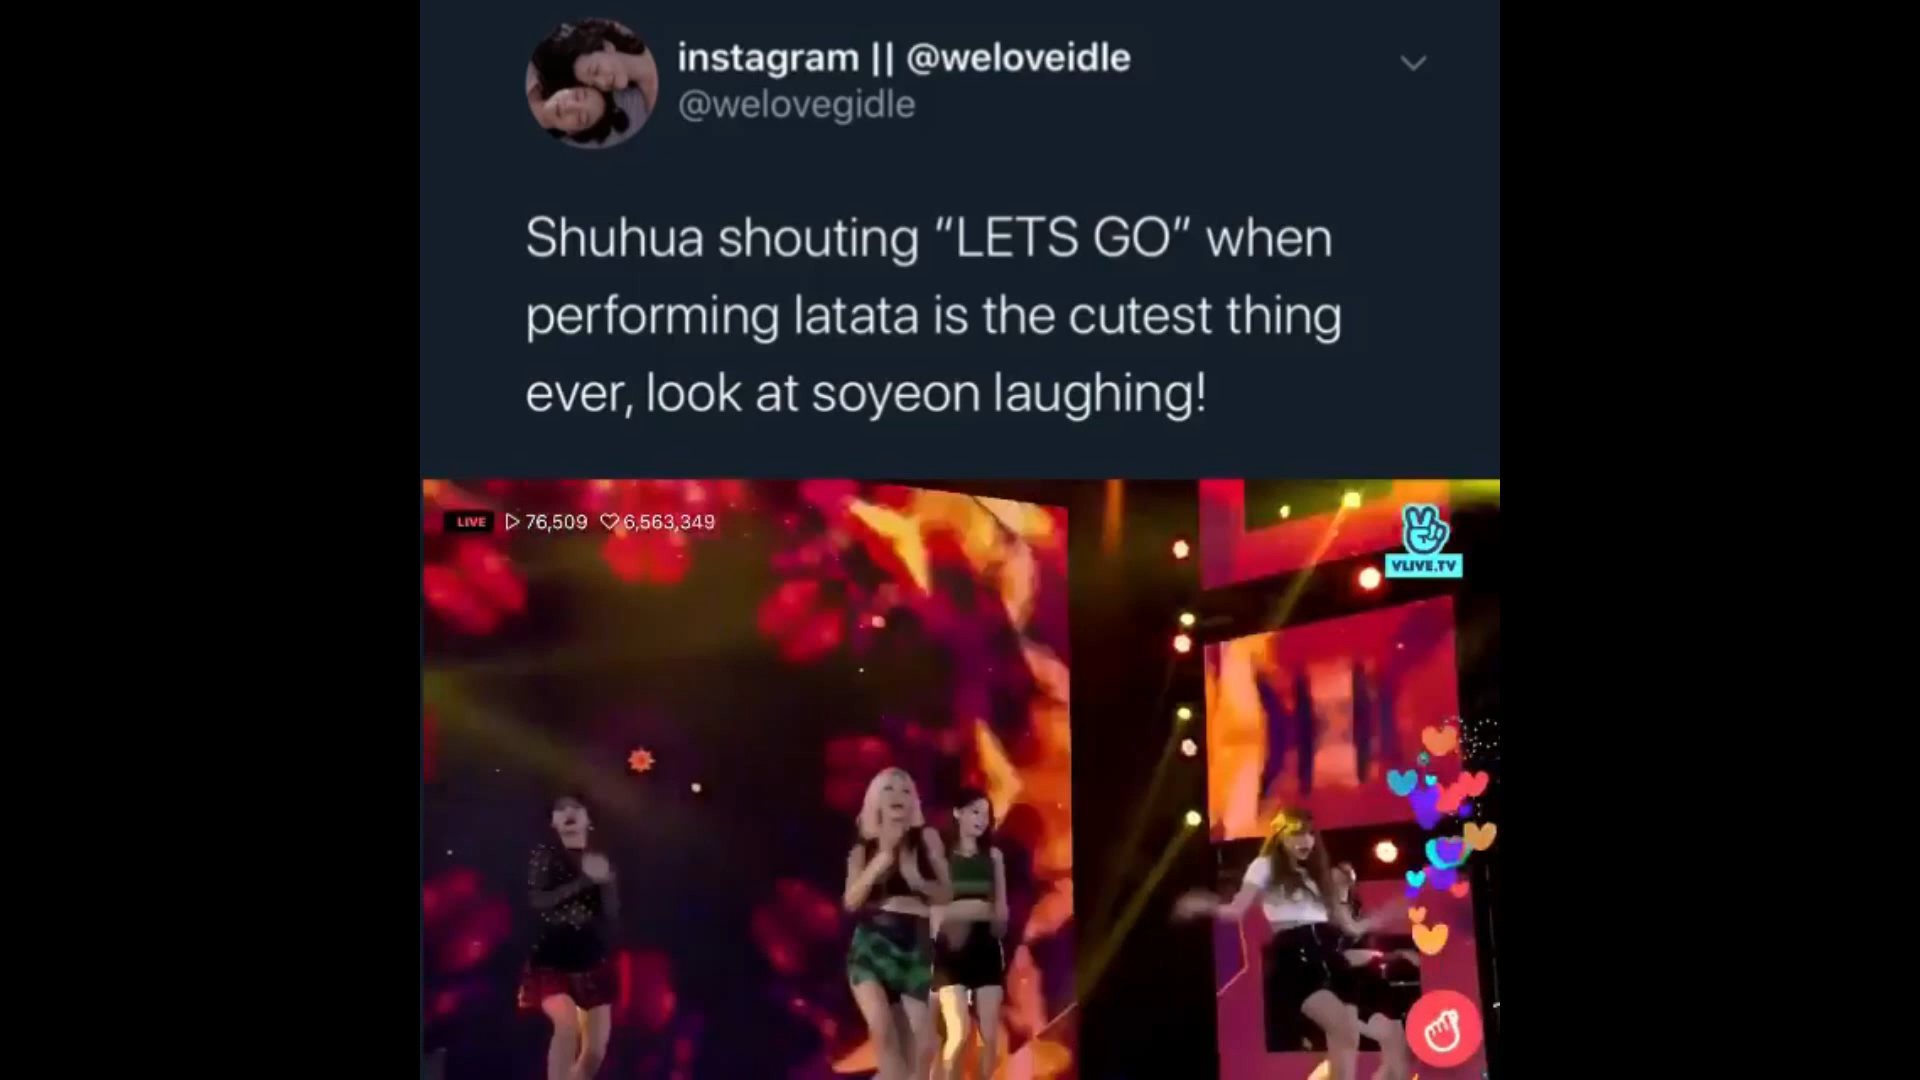 instagram || @weloveidle
@welovegidle
Shuhua shouting “LETS GO” when
performing latata is the cutest thing
ever, look at soyeon laughing!
LIVE 76,509 6,563,349
VLIVE.TV